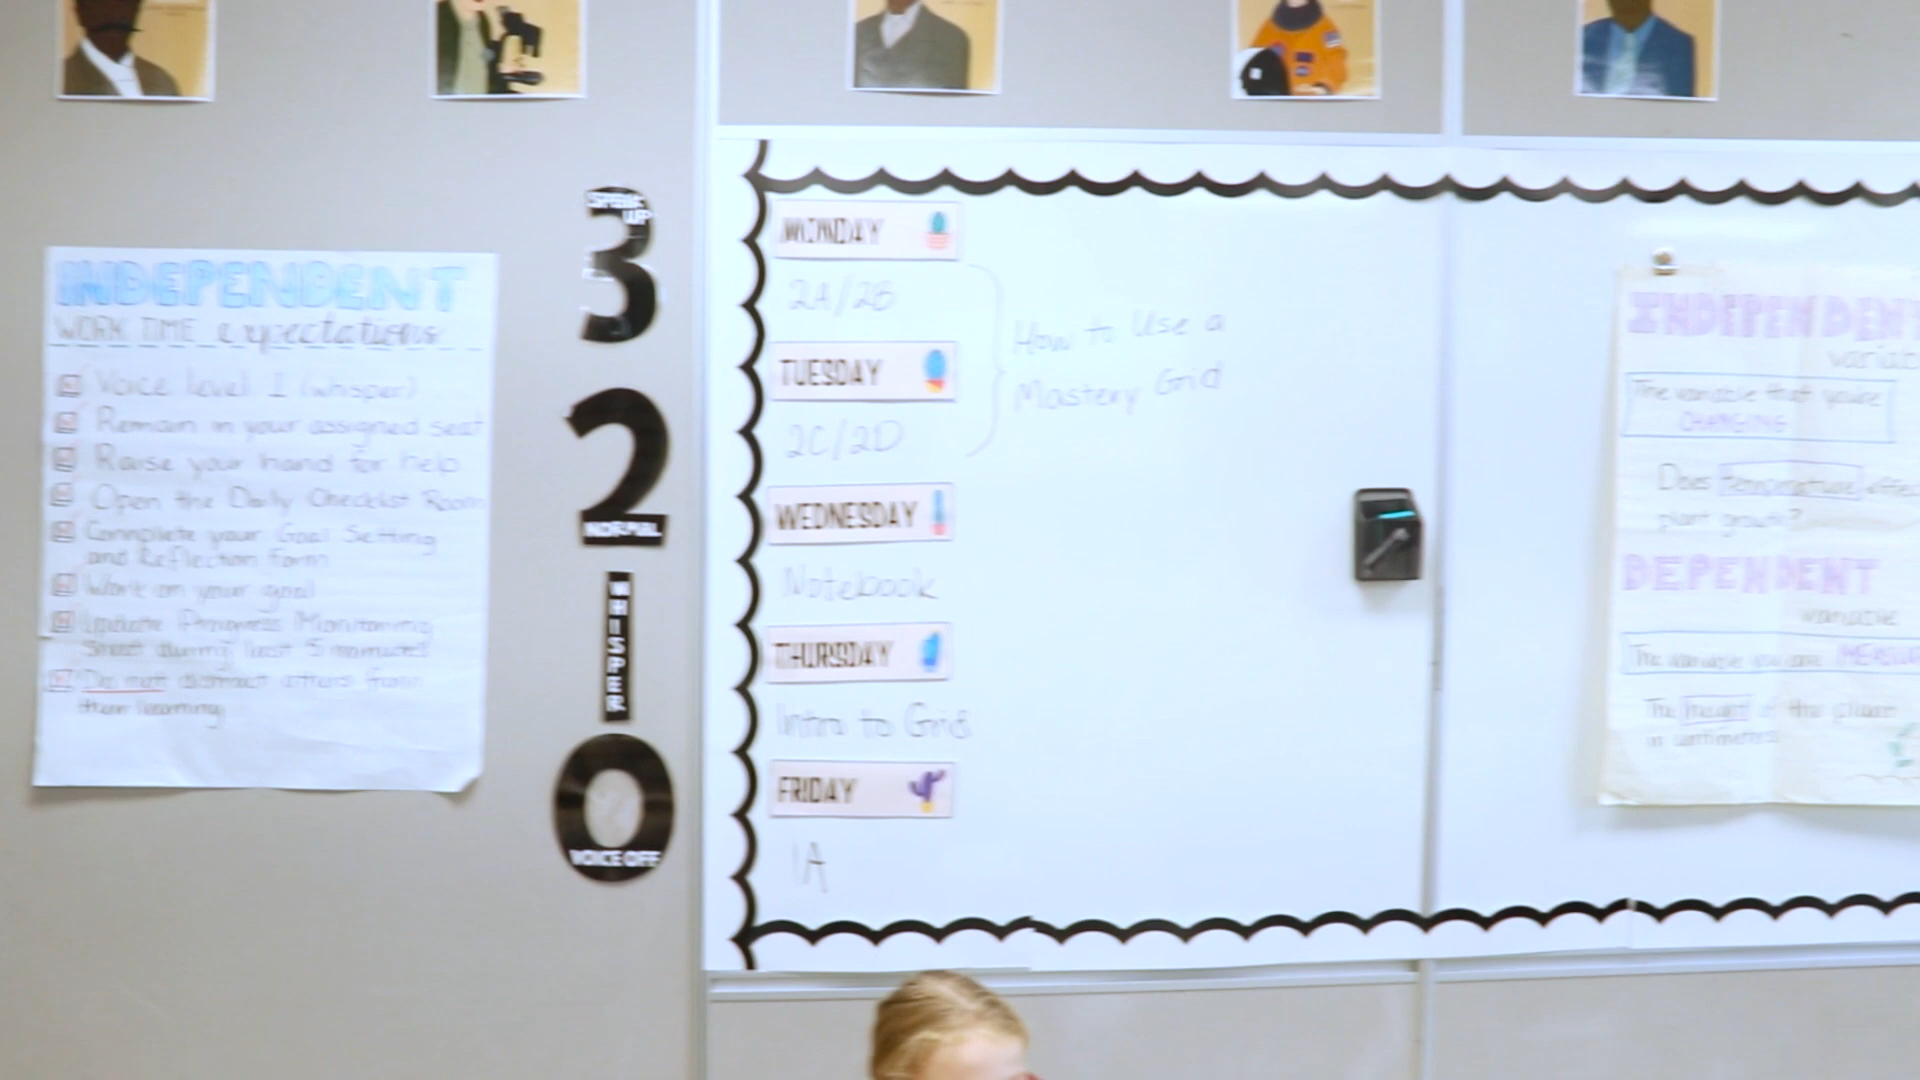 INDEPENDENT
WORK TIME expectations
Voice level 1 (whisper)
Remain in your assigned seat
Raise your hand for help
Open the Daily Checklist Room
Complete your Goal Setting
and Reflection form
Work on your goal
Update Progress Monitoring
Sheet during last 5 minutes
Do not distract others from
their learning
SPEAK
UP
3
2
NORMAL
WHISPER
0
VOICE OFF
MONDAY
2A/2B
TUESDAY
2C/2D
How to Use a
Mastery Grid
WEDNESDAY
Notebook
THURSDAY
Intro to Grid
FRIDAY
1A
INDEPENDENT
variab
The variable that you're
CHANGING
Does temperature affec
plant growth?
DEPENDENT
variable
The variable you are MEASUR
The height of the plant
in centimeters